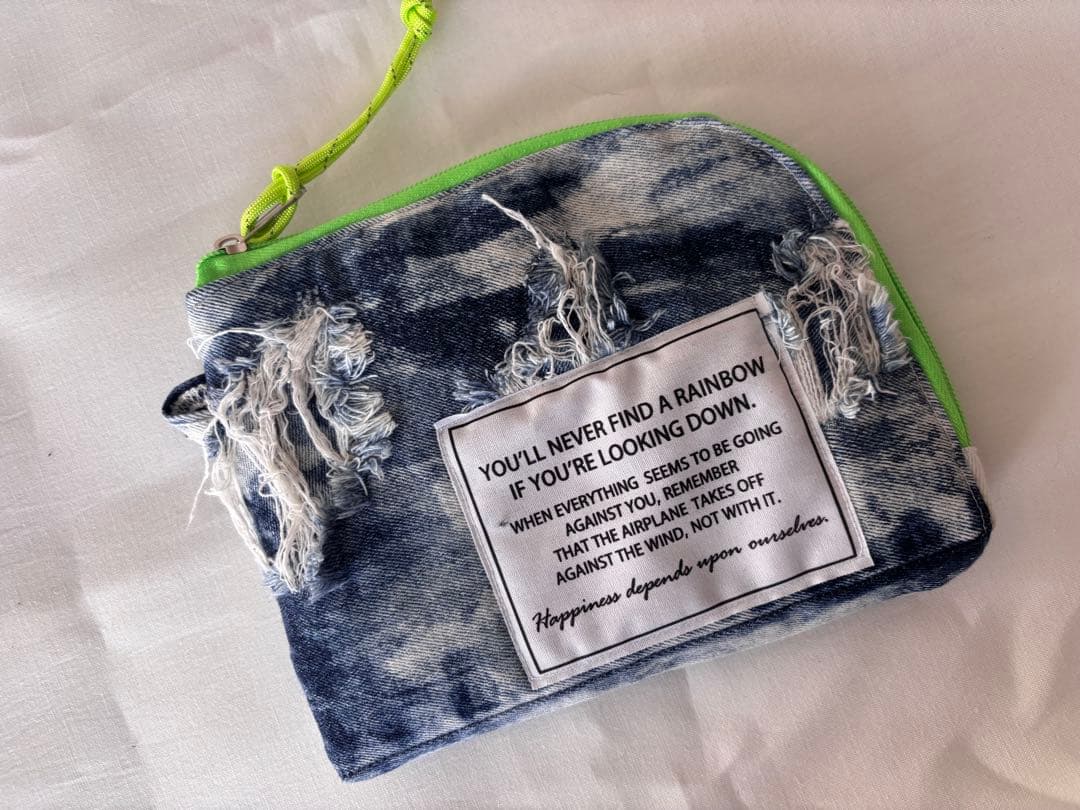 YOU'LL NEVER FIND A RAINBOW
IF YOU'RE LOOKING DOWN.
WHEN EVERYTHING SEEMS TO BE GOING
AGAINST YOU, REMEMBER
THAT THE AIRPLANE TAKES OFF
AGAINST THE WIND, NOT WITH IT.
Happiness depends upon ourselves.